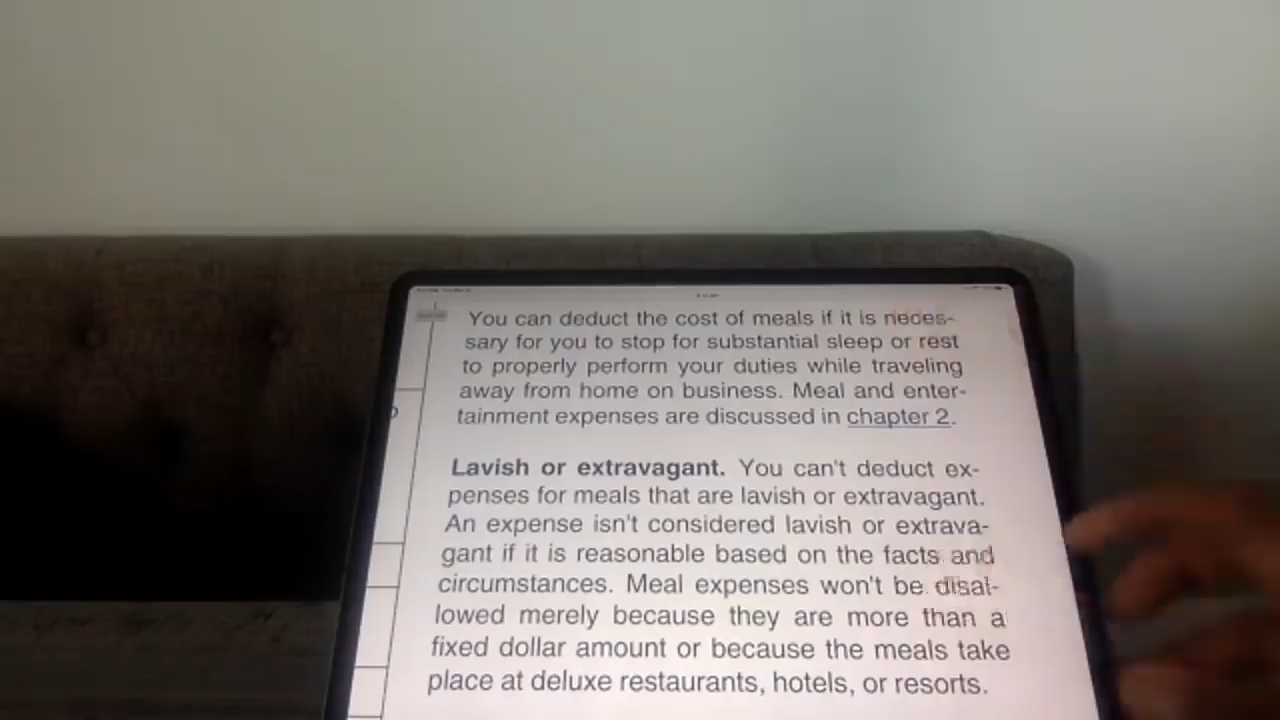 You can deduct the cost of meals if it is neces-
sary for you to stop for substantial sleep or rest
to properly perform your duties while traveling
away from home on business. Meal and enter-
tainment expenses are discussed in chapter 2.
Lavish or extravagant. You can't deduct ex-
penses for meals that are lavish or extravagant.
An expense isn't considered lavish or extrava-
gant if it is reasonable based on the facts and
circumstances. Meal expenses won't be disal-
lowed merely because they are more than a
fixed dollar amount or because the meals take
place at deluxe restaurants, hotels, or resorts.